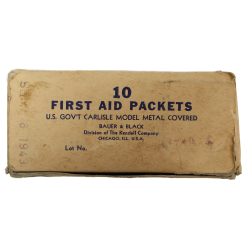 10
FIRST AID PACKETS
U.S. GOV'T CARLISLE MODEL METAL COVERED
BAUER & BLACK
Division of The Kendall Company
CHICAGO, ILL. U.S.A.
Lot No.
1943